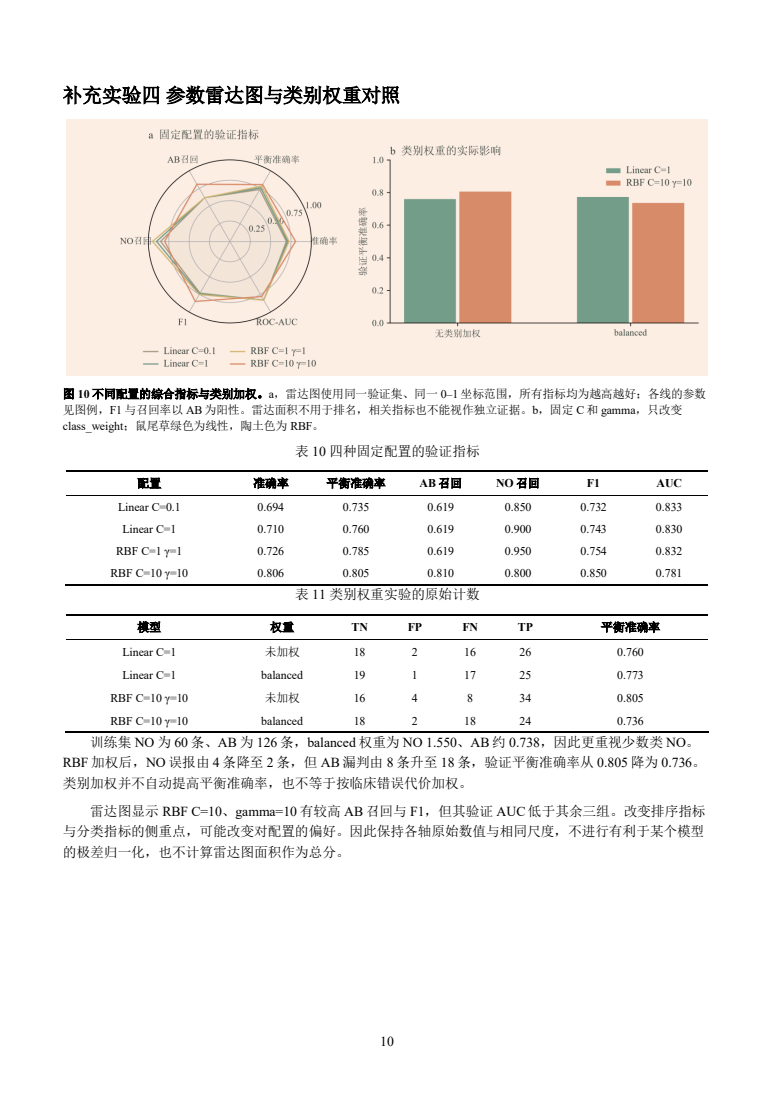 补充实验四 参数雷达图与类别权重对照
a 固定配置的验证指标
AB召回
平衡准确率
1.00
0.75
0.50
0.25
NO召回
准确率
F1
ROC-AUC
Linear C=0.1
RBF C=1 γ=1
Linear C=1
RBF C=10 γ=10
b 类别权重的实际影响
1.0
0.8
0.6
0.4
0.2
0.0
验证平衡准确率
Linear C=1
RBF C=10 γ=10
无类别加权
balanced
图 10 不同配置的综合指标与类别加权。a，雷达图使用同一验证集、同一 0–1 坐标范围，所有指标均为越高越好；各线的参数
见图例，F1 与召回率以 AB 为阳性。雷达面积不用于排名，相关指标也不能视作独立证据。b，固定 C 和 gamma，只改变
class_weight；鼠尾草绿色为线性，陶土色为 RBF。
表 10 四种固定配置的验证指标
配置 准确率 平衡准确率 AB 召回 NO 召回 F1 AUC
Linear C=0.1 0.694 0.735 0.619 0.850 0.732 0.833
Linear C=1 0.710 0.760 0.619 0.900 0.743 0.830
RBF C=1 γ=1 0.726 0.785 0.619 0.950 0.754 0.832
RBF C=10 γ=10 0.806 0.805 0.810 0.800 0.850 0.781
表 11 类别权重实验的原始计数
模型 权重 TN FP FN TP 平衡准确率
Linear C=1 未加权 18 2 16 26 0.760
Linear C=1 balanced 19 1 17 25 0.773
RBF C=10 γ=10 未加权 16 4 8 34 0.805
RBF C=10 γ=10 balanced 18 2 18 24 0.736
训练集 NO 为 60 条、AB 为 126 条，balanced 权重为 NO 1.550、AB 约 0.738，因此更重视少数类 NO。
RBF 加权后，NO 误报由 4 条降至 2 条，但 AB 漏判由 8 条升至 18 条，验证平衡准确率从 0.805 降为 0.736。
类别加权并不自动提高平衡准确率，也不等于按临床错误代价加权。
雷达图显示 RBF C=10、gamma=10 有较高 AB 召回与 F1，但其验证 AUC 低于其余三组。改变排序指标
与分类指标的侧重点，可能改变对配置的偏好。因此保持各轴原始数值与相同尺度，不进行有利于某个模型
的极差归一化，也不计算雷达图面积作为总分。
10